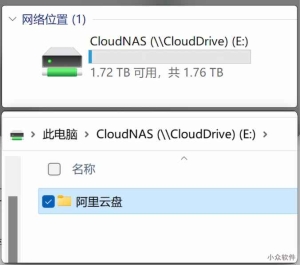 网络位置 (1)
CloudNAS (\\CloudDrive) (E:)
1.72 TB 可用，共 1.76 TB
此电脑 > CloudNAS (\\CloudDrive) (E:) >
名称
阿里云盘
小众软件